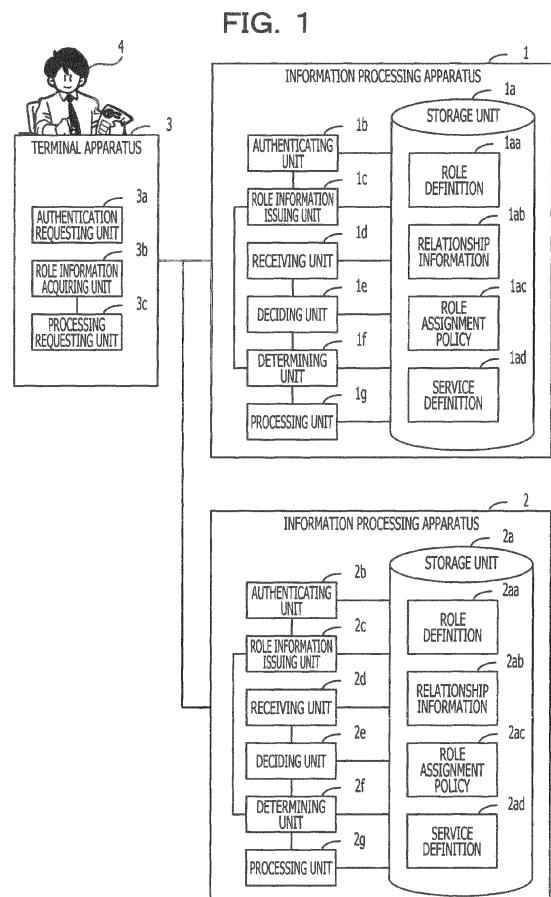 FIG. 1
4
1
INFORMATION PROCESSING APPARATUS
1a
STORAGE UNIT
3
TERMINAL APPARATUS
3a
AUTHENTICATION
REQUESTING UNIT
3b
ROLE INFORMATION
ACQUIRING UNIT
3c
PROCESSING
REQUESTING UNIT
1b
AUTHENTICATING
UNIT
1c
ROLE INFORMATION
ISSUING UNIT
1d
RECEIVING UNIT
1e
DECIDING UNIT
1f
DETERMINING
UNIT
1g
PROCESSING UNIT
1aa
ROLE
DEFINITION
1ab
RELATIONSHIP
INFORMATION
1ac
ROLE
ASSIGNMENT
POLICY
1ad
SERVICE
DEFINITION
2
INFORMATION PROCESSING APPARATUS
2a
STORAGE UNIT
2b
AUTHENTICATING
UNIT
2c
ROLE INFORMATION
ISSUING UNIT
2d
RECEIVING UNIT
2e
DECIDING UNIT
2f
DETERMINING
UNIT
2g
PROCESSING UNIT
2aa
ROLE
DEFINITION
2ab
RELATIONSHIP
INFORMATION
2ac
ROLE
ASSIGNMENT
POLICY
2ad
SERVICE
DEFINITION